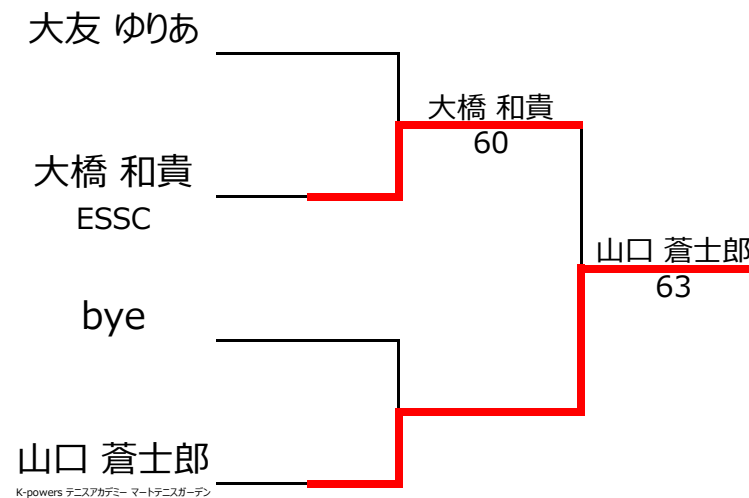 大友 ゆりあ
大橋 和貴
60
大橋 和貴
ESSC
山口 蒼士郎
63
bye
山口 蒼士郎
K-powers テニスアカデミー マートテニスガーデン